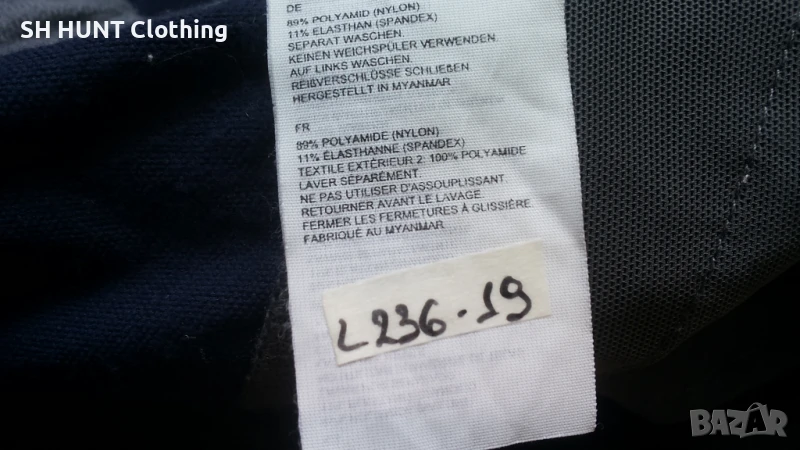 SH HUNT Clothing
DE
89% POLYAMID (NYLON)
11% ELASTHAN (SPANDEX)
SEPARAT WASCHEN.
KEINEN WEICHSPÜLER VERWENDEN.
AUF LINKS WASCHEN.
REIßVERSCHLÜSSE SCHLIEßEN
HERGESTELLT IN MYANMAR
FR
89% POLYAMIDE (NYLON)
11% ÉLASTHANNE (SPANDEX)
TEXTILE EXTÉRIEUR 2: 100% POLYAMIDE
LAVER SÉPARÉMENT.
NE PAS UTILISER D'ASSOUPLISSANT.
RETOURNER AVANT LE LAVAGE
FERMER LES FERMETURES À GLISSIÈRE
FABRIQUÉ AU MYANMAR
L236-19
BAZAR